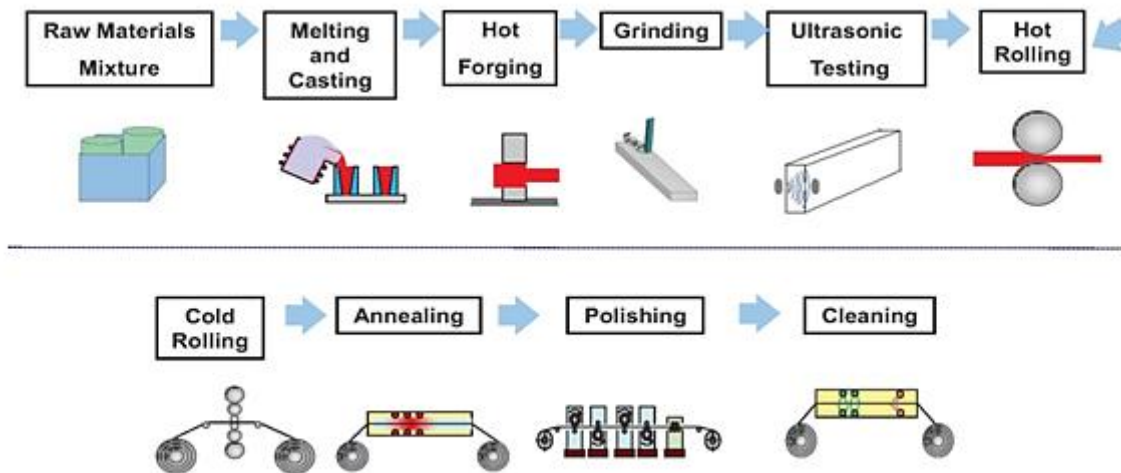 Raw Materials
Mixture
Melting
and
Casting
Hot
Forging
Grinding
Ultrasonic
Testing
Hot
Rolling
Cold
Rolling
Annealing
Polishing
Cleaning